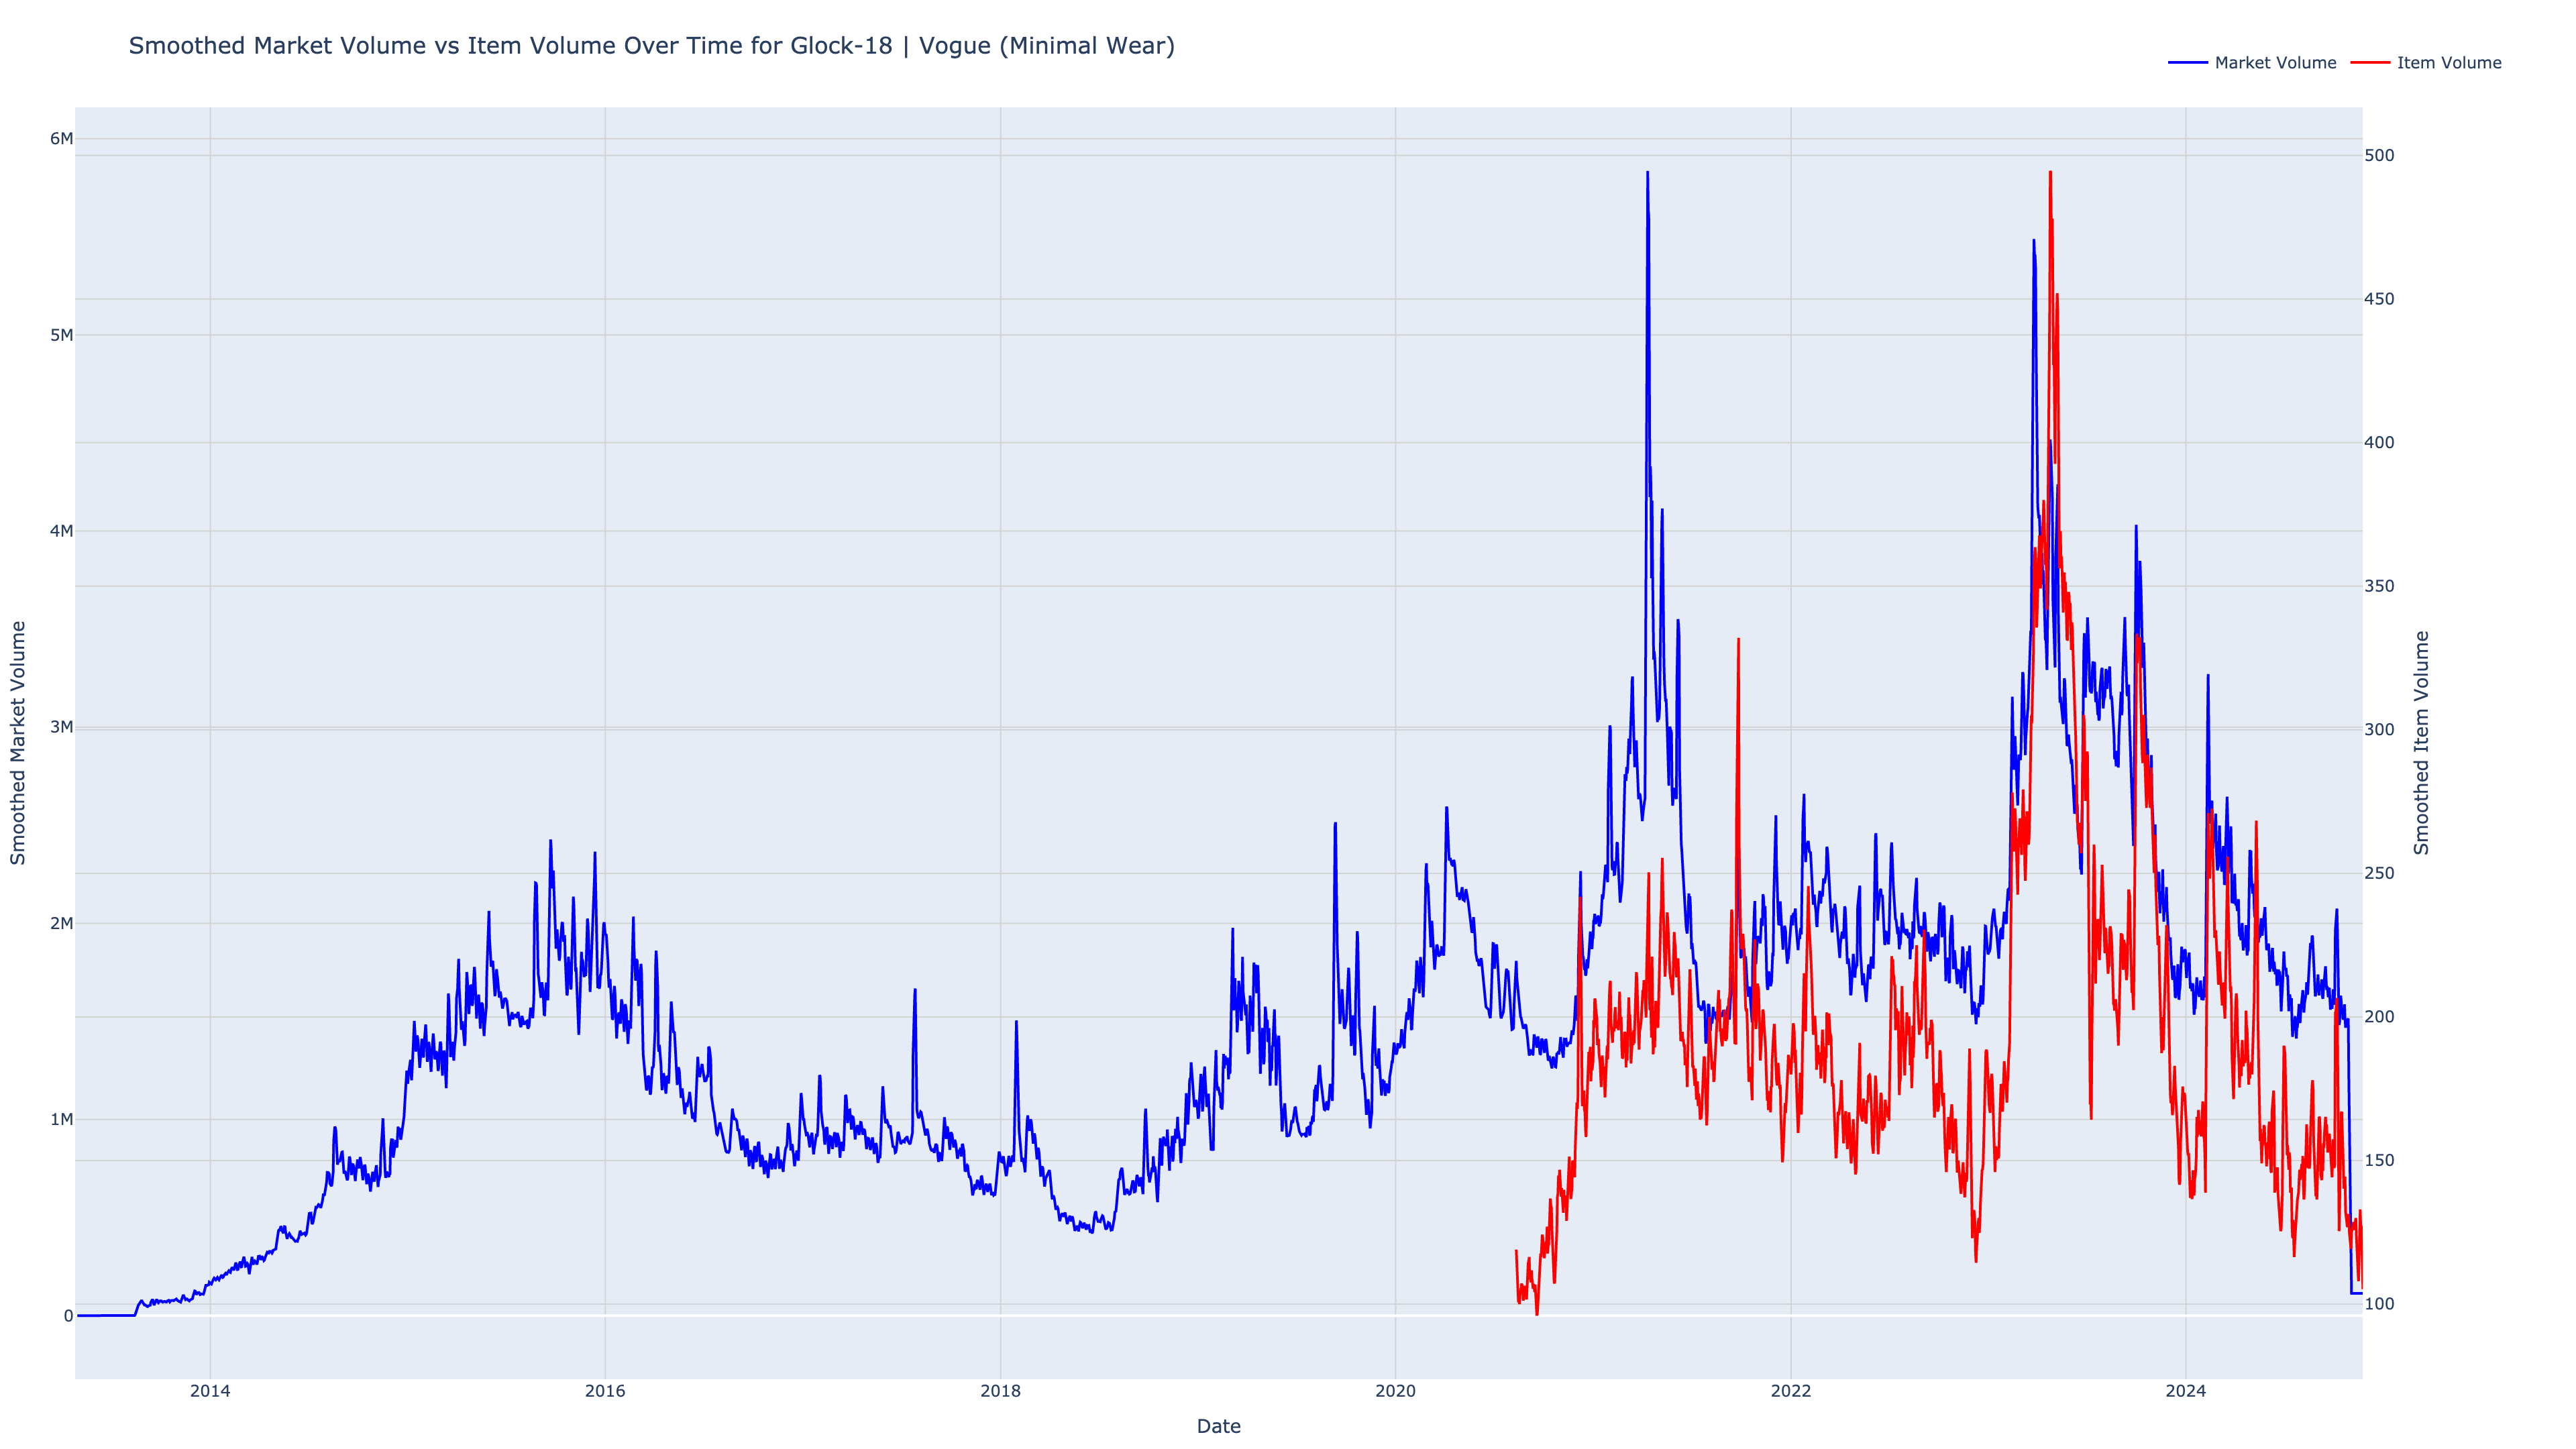 Smoothed Market Volume vs Item Volume Over Time for Glock-18 | Vogue (Minimal Wear)
Market Volume
Item Volume
6M
5M
4M
3M
2M
1M
0
Smoothed Market Volume
500
450
400
350
300
250
200
150
100
Smoothed Item Volume
2014
2016
2018
2020
2022
2024
Date